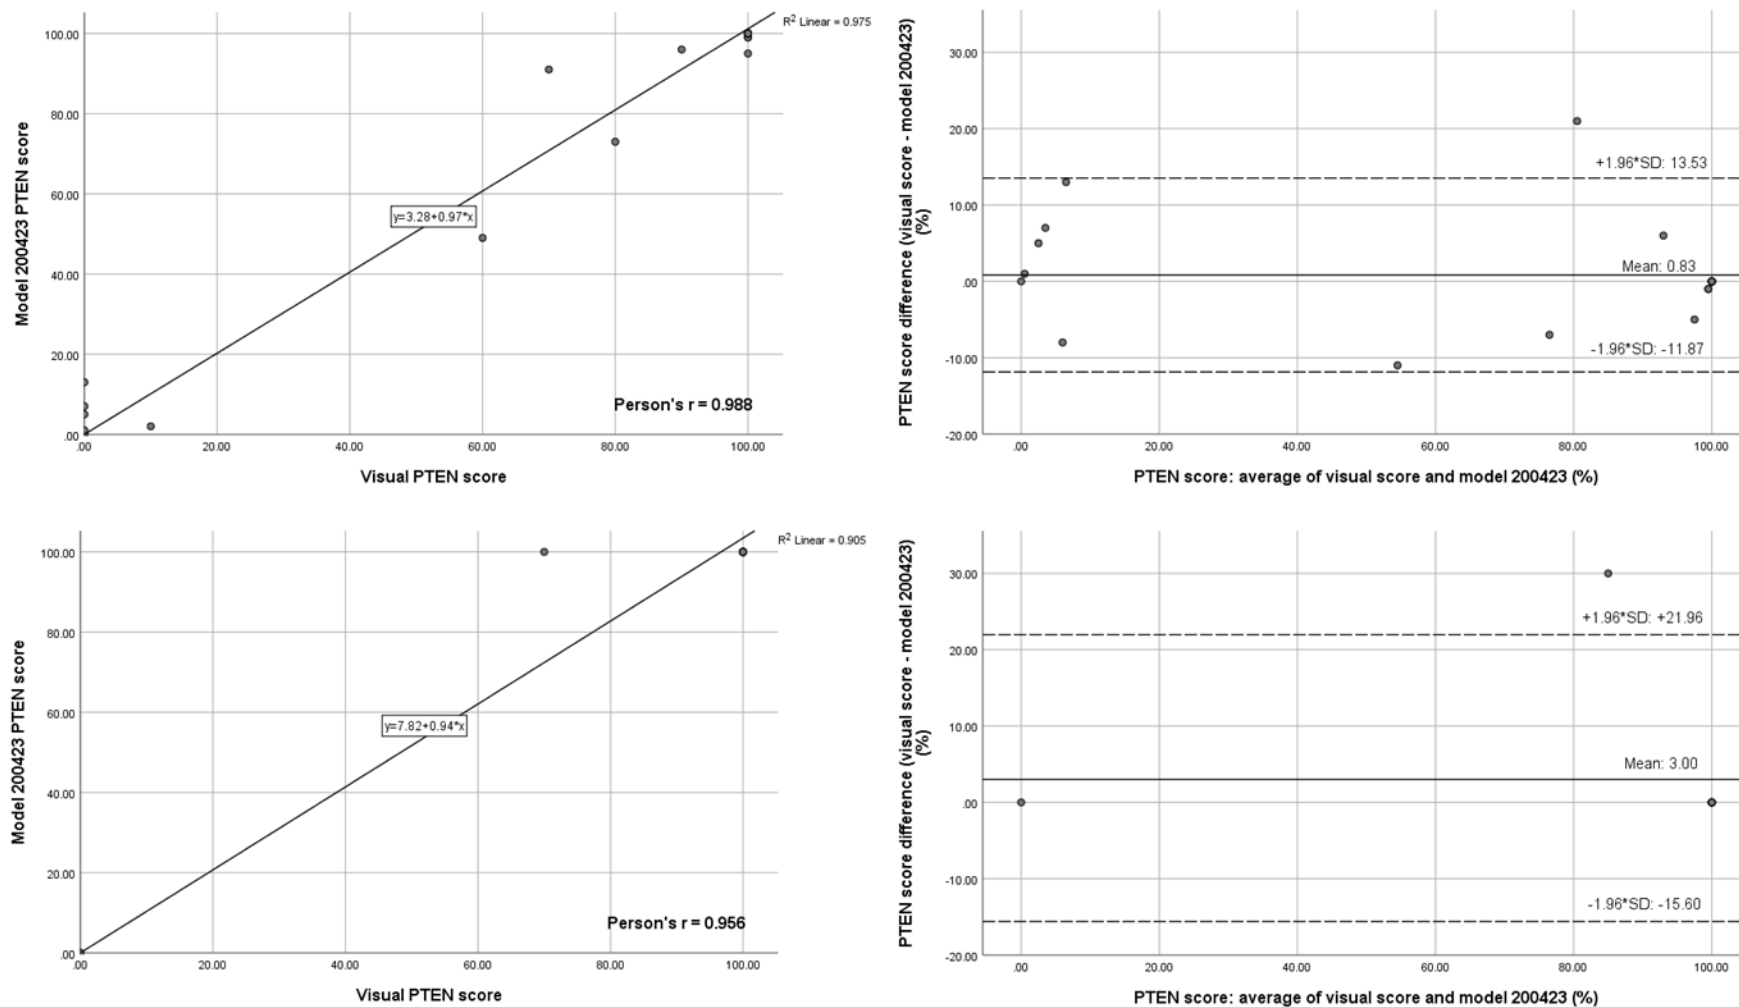 R² Linear = 0.975
100.00
80.00
60.00
40.00
20.00
.00
Model 200423 PTEN score
y=3.28+0.97*x
Person's r = 0.988
.00 20.00 40.00 60.00 80.00 100.00
Visual PTEN score
PTEN score difference (visual score - model 200423)
(%)
30.00
20.00
10.00
.00
-10.00
-20.00
+1.96*SD: 13.53
Mean: 0.83
-1.96*SD: -11.87
.00 20.00 40.00 60.00 80.00 100.00
PTEN score: average of visual score and model 200423 (%)
R² Linear = 0.905
100.00
80.00
60.00
40.00
20.00
.00
Model 200423 PTEN score
y=7.82+0.94*x
Person's r = 0.956
.00 20.00 40.00 60.00 80.00 100.00
Visual PTEN score
PTEN score difference (visual score - model 200423)
(%)
30.00
20.00
10.00
.00
-10.00
-20.00
+1.96*SD: +21.96
Mean: 3.00
-1.96*SD: -15.60
.00 20.00 40.00 60.00 80.00 100.00
PTEN score: average of visual score and model 200423 (%)